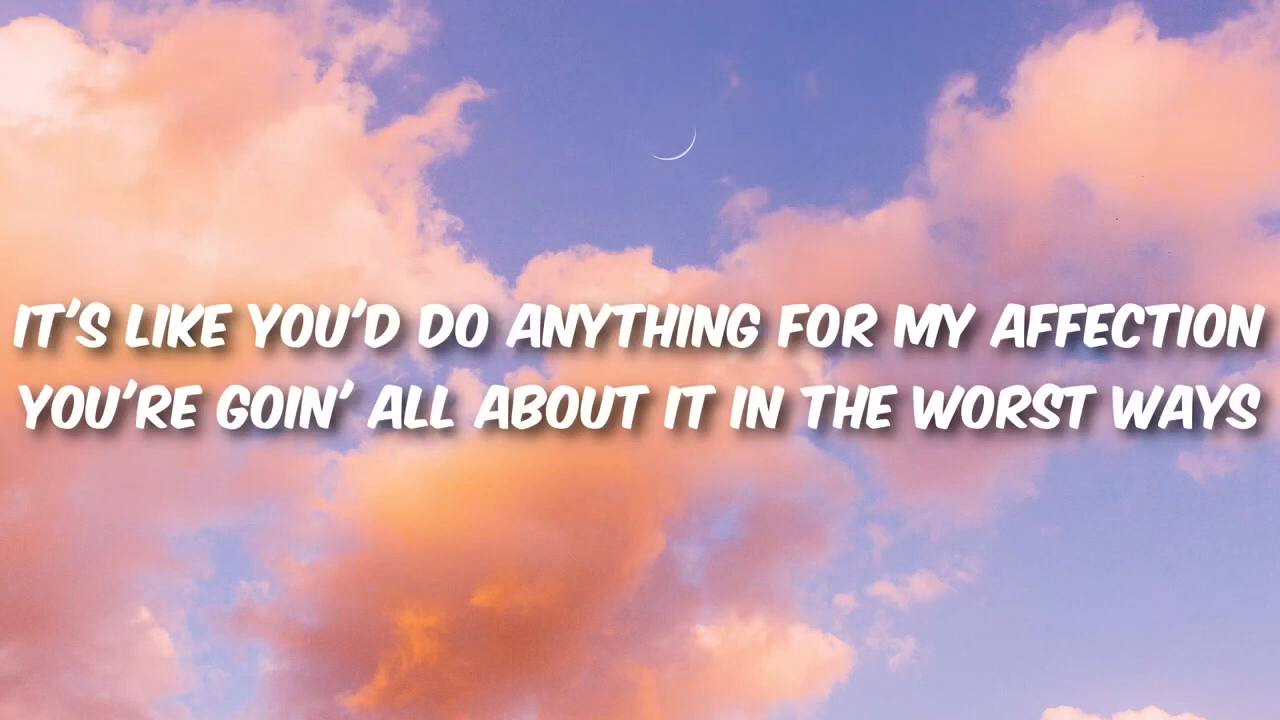 IT'S LIKE YOU'D DO ANYTHING FOR MY AFFECTION
YOU'RE GOIN' ALL ABOUT IT IN THE WORST WAYS